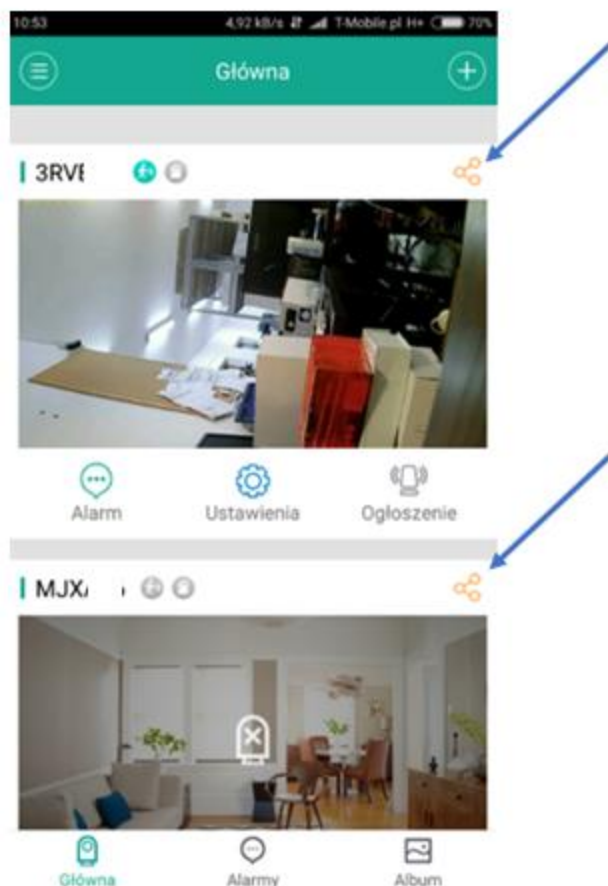 10:53 4,92 kB/s T-Mobile.pl H+ 70%
Główna
3RVE
Alarm Ustawienia Ogłoszenie
MJX
Główna Alarmy Album